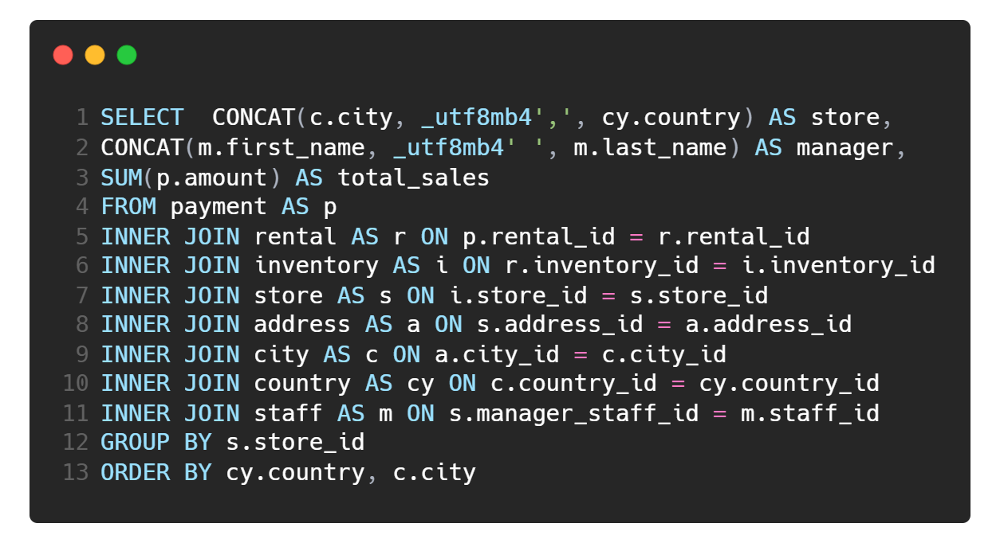 1 SELECT  CONCAT(c.city, _utf8mb4',', cy.country) AS store,
2 CONCAT(m.first_name, _utf8mb4' ', m.last_name) AS manager,
3 SUM(p.amount) AS total_sales
4 FROM payment AS p
5 INNER JOIN rental AS r ON p.rental_id = r.rental_id
6 INNER JOIN inventory AS i ON r.inventory_id = i.inventory_id
7 INNER JOIN store AS s ON i.store_id = s.store_id
8 INNER JOIN address AS a ON s.address_id = a.address_id
9 INNER JOIN city AS c ON a.city_id = c.city_id
10 INNER JOIN country AS cy ON c.country_id = cy.country_id
11 INNER JOIN staff AS m ON s.manager_staff_id = m.staff_id
12 GROUP BY s.store_id
13 ORDER BY cy.country, c.city